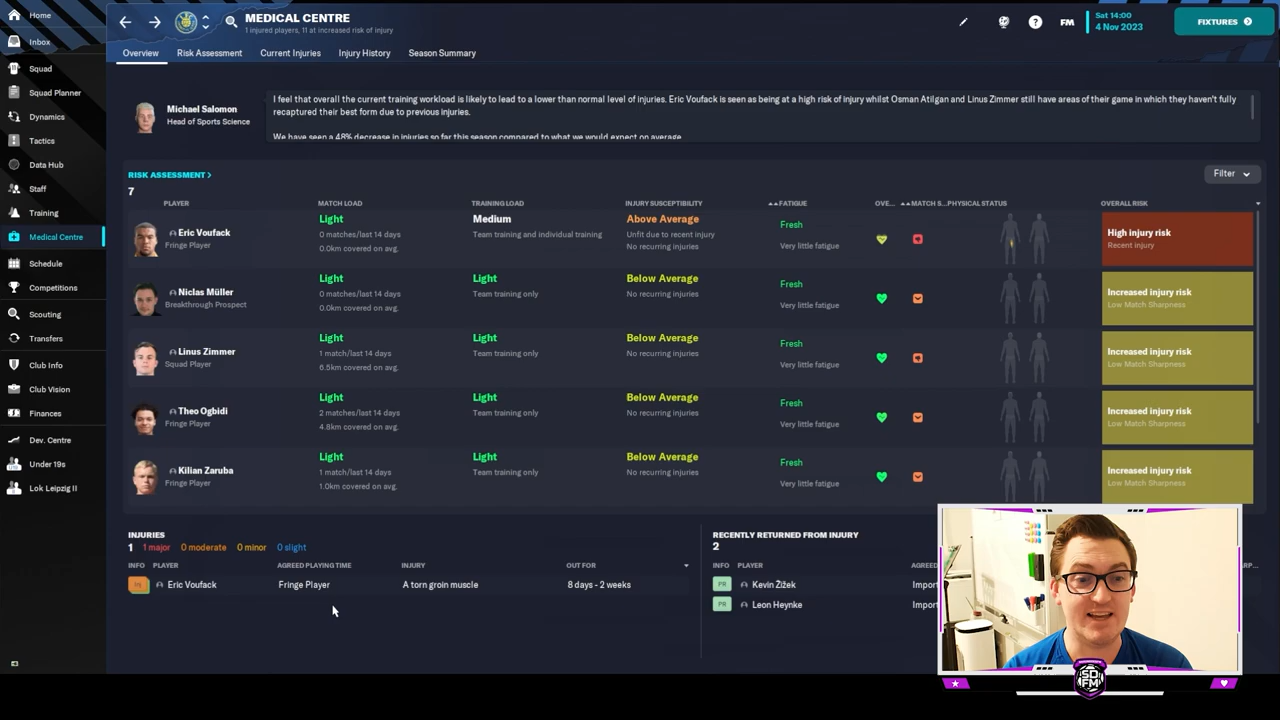 Home
Inbox
Squad
Squad Planner
Dynamics
Tactics
Data Hub
Staff
Training
Medical Centre
Schedule
Competitions
Scouting
Transfers
Club Info
Club Vision
Finances
Dev. Centre
Under 19s
Lok Leipzig II
MEDICAL CENTRE
1 injured players, 11 at increased risk of injury
FM
Sat 14:00
4 Nov 2023
FIXTURES
Overview
Risk Assessment
Current Injuries
Injury History
Season Summary
Michael Salomon
Head of Sports Science
I feel that overall the current training workload is likely to lead to a lower than normal level of injuries. Eric Voufack is seen as being at a high risk of injury whilst Osman Atilgan and Linus Zimmer still have areas of their game in which they haven't fully
recaptured their best form due to previous injuries.
We have seen a 48% decrease in injuries so far this season compared to what we would expect on average.
RISK ASSESSMENT >
7
Filter
PLAYER MATCH LOAD TRAINING LOAD INJURY SUSCEPTIBILITY FATIGUE OVE... MATCH S... PHYSICAL STATUS OVERALL RISK
Eric Voufack
Fringe Player
Light
0 matches/last 14 days
0.0km covered on avg.
Medium
Team training and individual training
Above Average
Unfit due to recent injury
No recurring injuries
Fresh
Very little fatigue
High injury risk
Recent injury
Niclas Müller
Breakthrough Prospect
Light
0 matches/last 14 days
0.0km covered on avg.
Light
Team training only
Below Average
No recurring injuries
Fresh
Very little fatigue
Increased injury risk
Low Match Sharpness
Linus Zimmer
Squad Player
Light
1 match/last 14 days
6.5km covered on avg.
Light
Team training only
Below Average
No recurring injuries
Fresh
Very little fatigue
Increased injury risk
Low Match Sharpness
Theo Ogbidi
Fringe Player
Light
2 matches/last 14 days
4.8km covered on avg.
Light
Team training only
Below Average
No recurring injuries
Fresh
Very little fatigue
Increased injury risk
Low Match Sharpness
Kilian Zaruba
Fringe Player
Light
1 match/last 14 days
1.0km covered on avg.
Light
Team training only
Below Average
No recurring injuries
Fresh
Very little fatigue
Increased injury risk
Low Match Sharpness
INJURIES
1 1 major 0 moderate 0 minor 0 slight
INFO PLAYER AGREED PLAYING TIME INJURY OUT FOR
Inj Eric Voufack Fringe Player A torn groin muscle 8 days - 2 weeks
RECENTLY RETURNED FROM INJURY
2
INFO PLAYER AGREED
PR Kevin Žižek Import
PR Leon Heynke Import
SDFM